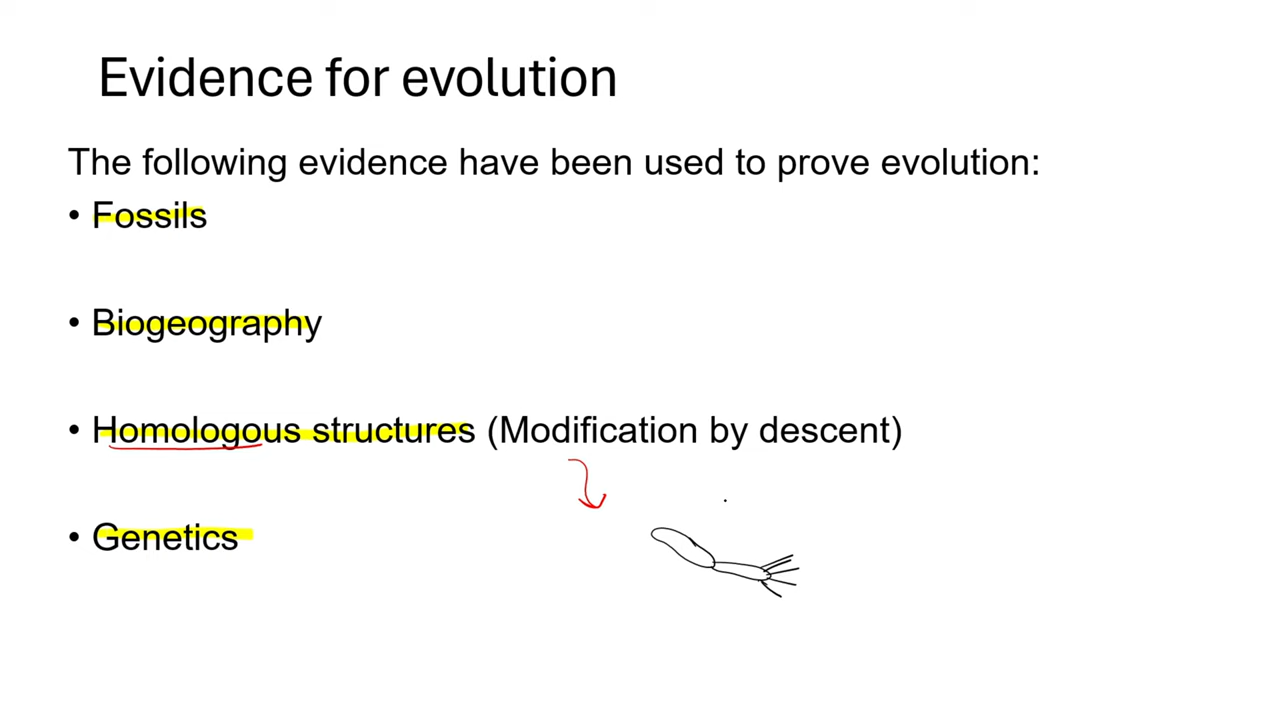 Evidence for evolution
The following evidence have been used to prove evolution:
• Fossils
• Biogeography
• Homologous structures (Modification by descent)
• Genetics